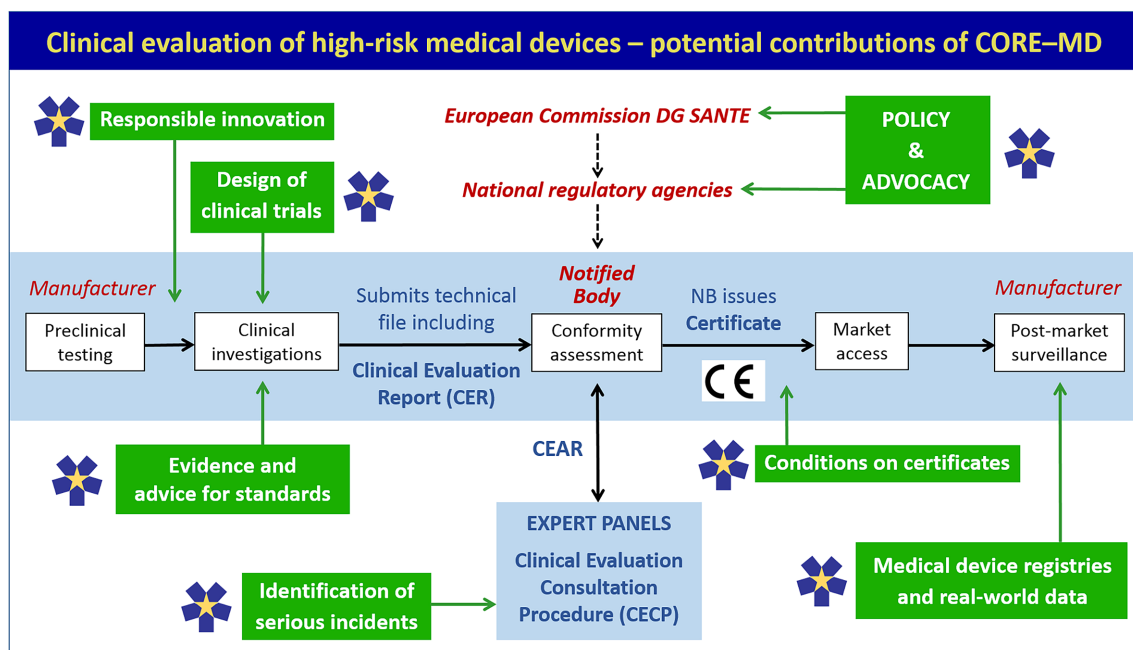 Clinical evaluation of high-risk medical devices – potential contributions of CORE–MD
Responsible innovation
Design of
clinical trials
European Commission DG SANTE
National regulatory agencies
POLICY
&
ADVOCACY
Manufacturer
Preclinical
testing
Clinical
investigations
Submits technical
file including
Clinical Evaluation
Report (CER)
Notified
Body
Conformity
assessment
NB issues
Certificate
CE
Market
access
Manufacturer
Post-market
surveillance
Evidence and
advice for standards
CEAR
Conditions on certificates
EXPERT PANELS
Clinical Evaluation
Consultation
Procedure (CECP)
Identification of
serious incidents
Medical device registries
and real-world data